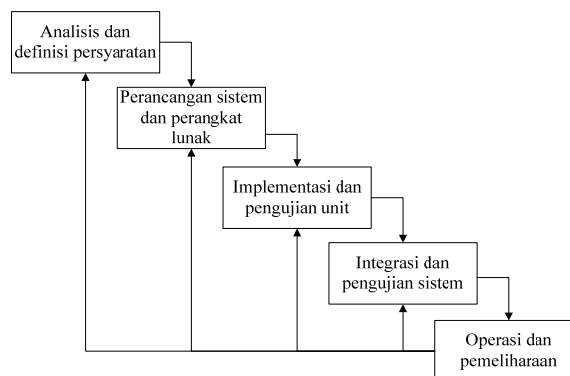 Analisis dan
definisi persyaratan
Perancangan sistem
dan perangkat
lunak
Implementasi dan
pengujian unit
Integrasi dan
pengujian sistem
Operasi dan
pemeliharaan